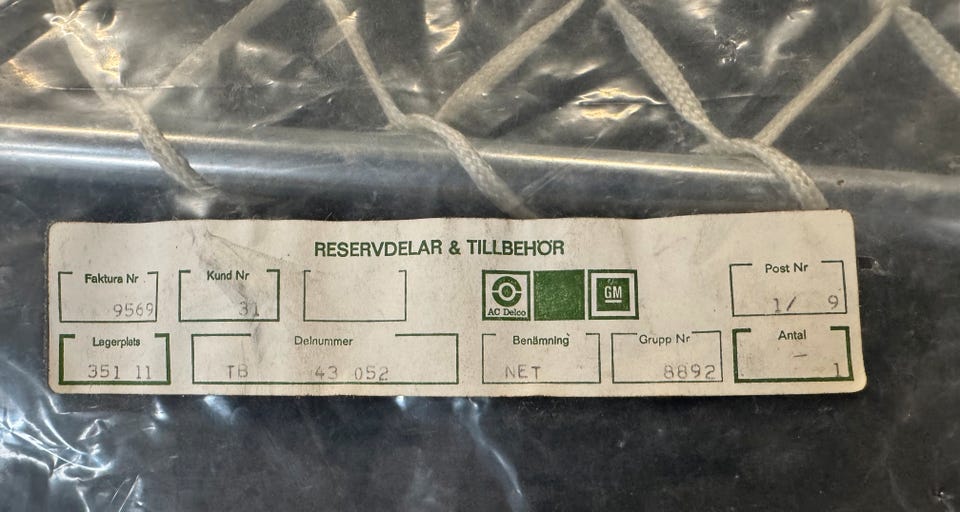 RESERVDELAR & TILLBEHÖR
Faktura Nr
9569
Kund Nr
31
AC Delco
GM
Post Nr
1/ 9
Lagerplats
351 11
Delnummer
TB 43 052
Benämning
NET
Grupp Nr
8892
Antal
1